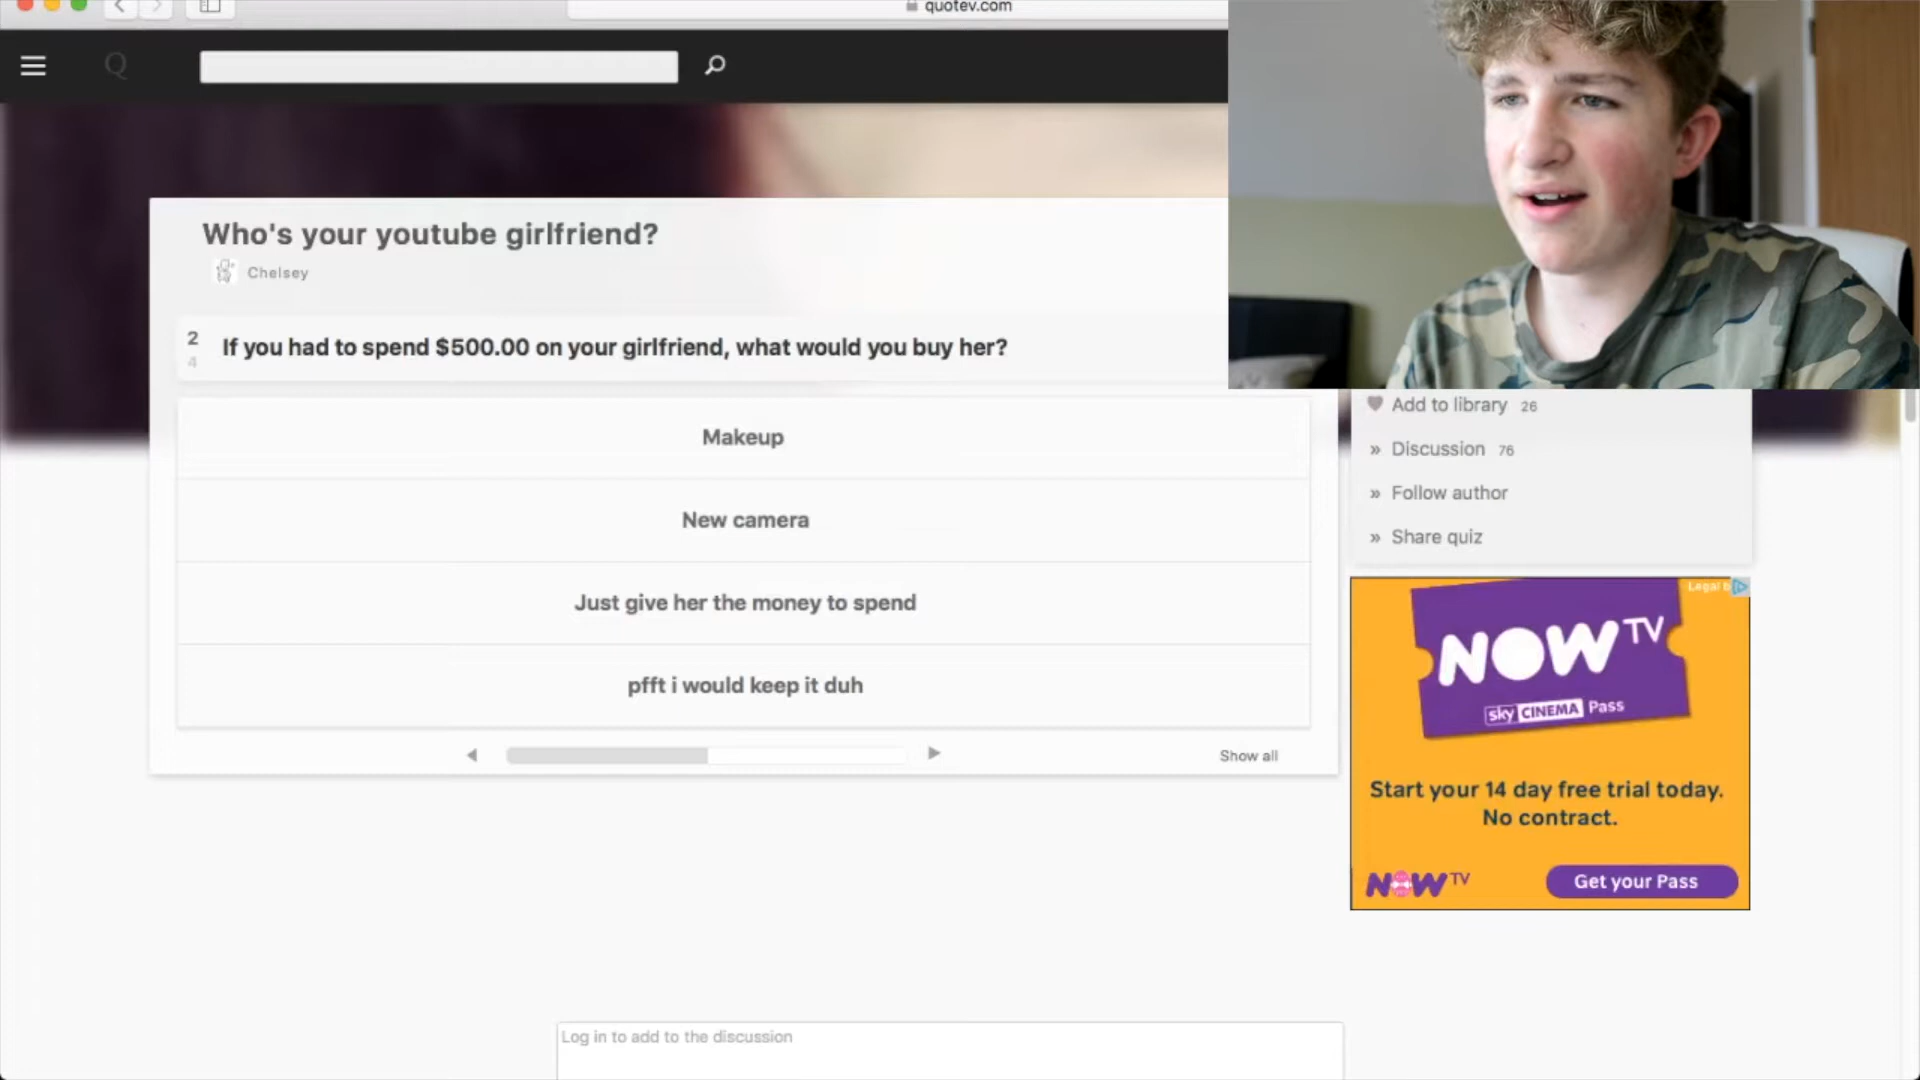 quotev.com
Q
Who's your youtube girlfriend?
Chelsey
2
4
If you had to spend $500.00 on your girlfriend, what would you buy her?
Makeup
New camera
Just give her the money to spend
pfft i would keep it duh
Show all
Add to library 26
» Discussion 76
» Follow author
» Share quiz
Legal b
NOW TV
sky CINEMA Pass
Start your 14 day free trial today.
No contract.
NOW TV
Get your Pass
Log in to add to the discussion